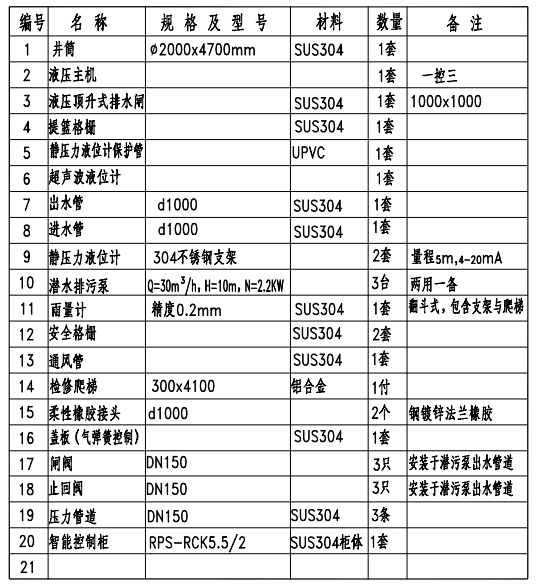 编号 名称 规格及型号 材料 数量 备注
1 井筒 ø2000x4700mm SUS304 1套
2 液压主机 1套 一控三
3 液压顶升式排水闸 SUS304 1套 1000x1000
4 提篮格栅 SUS304 1套
5 静压力液位计保护管 UPVC 1套
6 超声波液位计 1套
7 出水管 d1000 SUS304 1套
8 进水管 d1000 SUS304 1套
9 静压力液位计 304不锈钢支架 2套 量程5m,4-20mA
10 潜水排污泵 Q=30m³/h,H=10m,N=2.2KW 3台 两用一备
11 雨量计 精度0.2mm SUS304 1套 翻斗式,包含支架与爬梯
12 安全格栅 SUS304 2套
13 通风管 SUS304 1套
14 检修爬梯 300x4100 铝合金 1付
15 柔性橡胶接头 d1000 2个 钢镀锌法兰橡胶
16 盖板(气弹簧控制) SUS304 1套
17 闸阀 DN150 3只 安装于潜污泵出水管道
18 止回阀 DN150 3只 安装于潜污泵出水管道
19 压力管道 DN150 SUS304 3条
20 智能控制柜 RPS-RCK5.5/2 SUS304柜体 1套
21